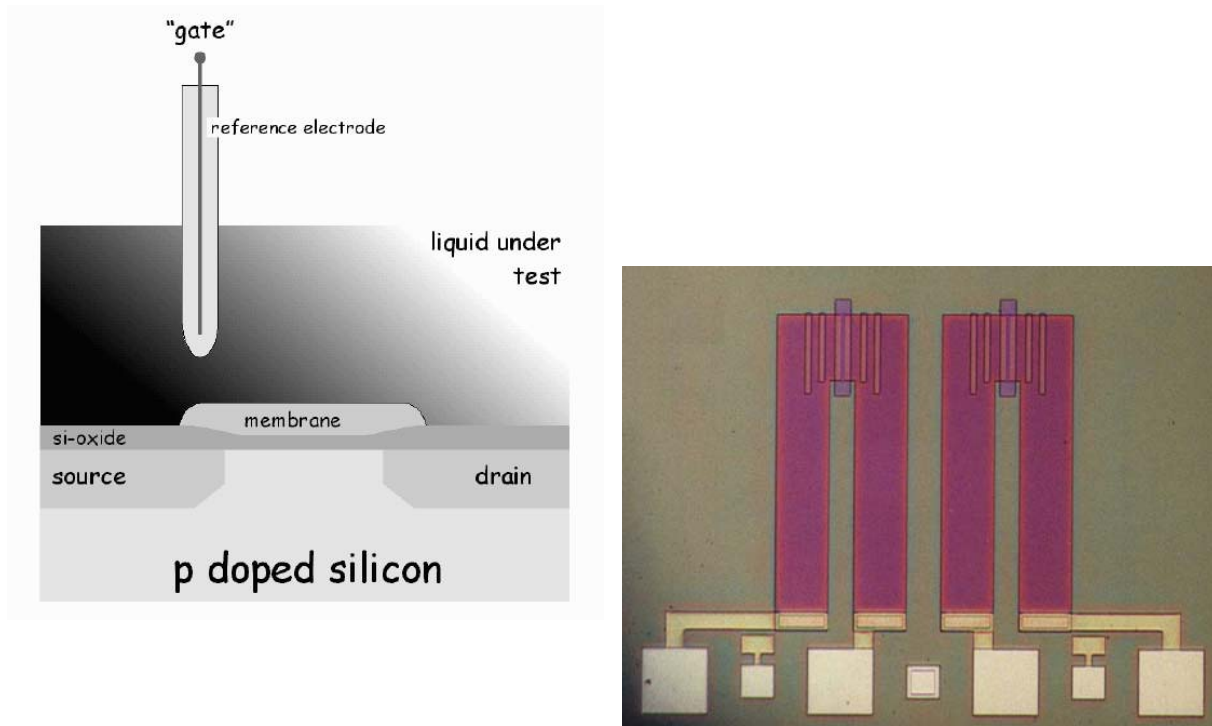 “gate”
reference electrode
liquid under
test
membrane
si-oxide
source
drain
p doped silicon